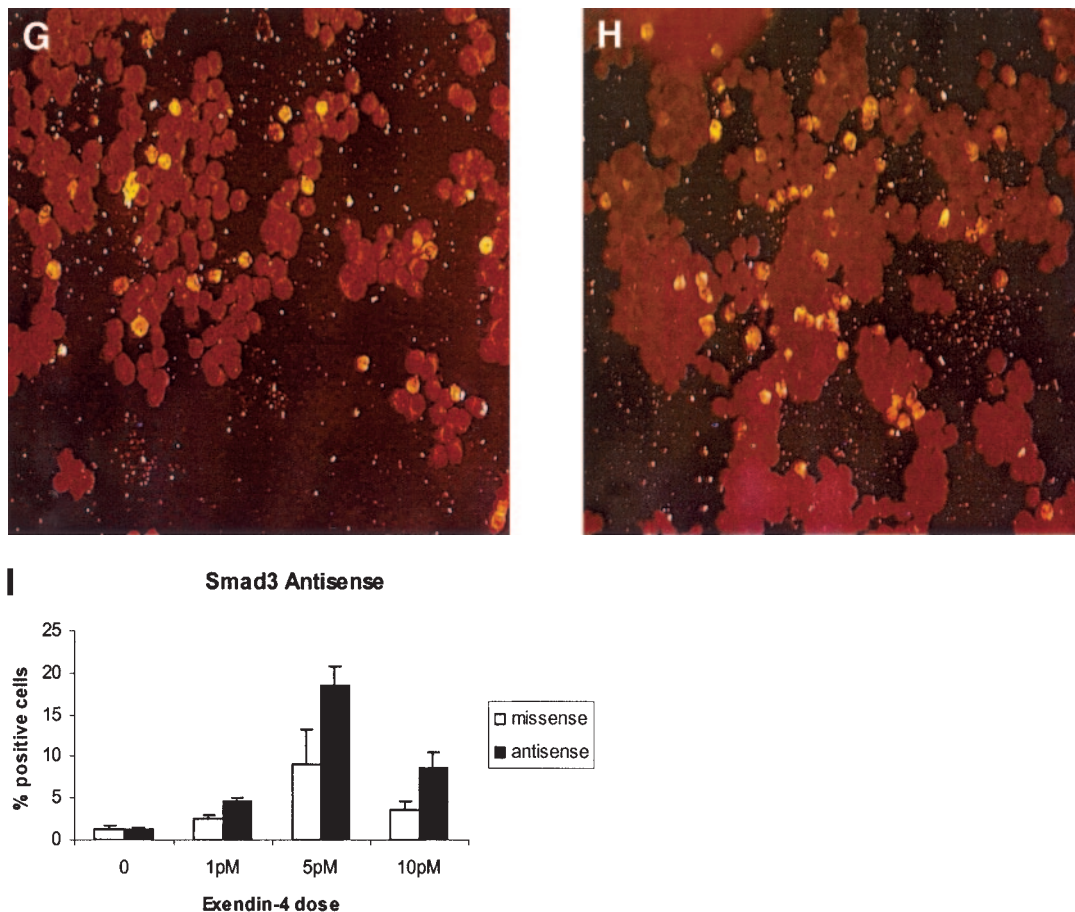 G
H
I
Smad3 Antisense
25
20
15
10
5
0
% positive cells
0 1pM 5pM 10pM
Exendin-4 dose
missense
antisense